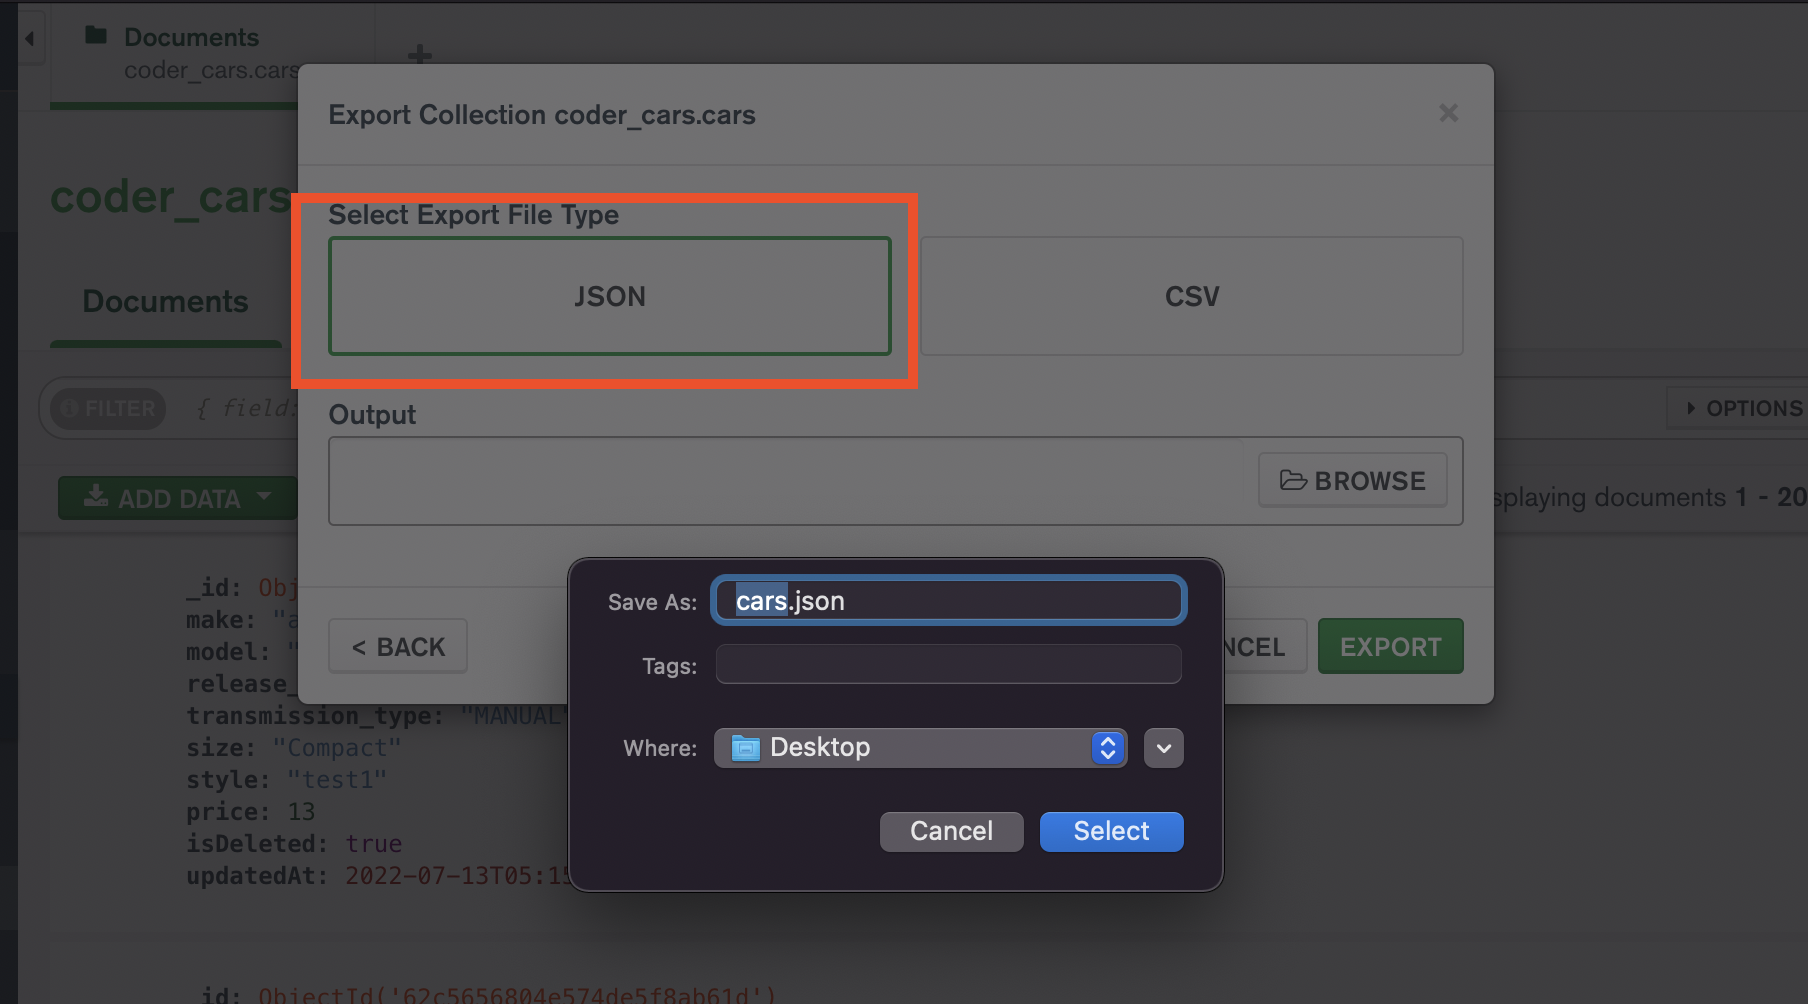 Documents
coder_cars.cars
Export Collection coder_cars.cars
coder_cars
Select Export File Type
JSON
CSV
Documents
FILTER
{ field:
OPTIONS
Output
BROWSE
ADD DATA
splaying documents 1 - 20
_id: Obj
make: "a
model: "
release_
transmission_type: "MANUAL"
size: "Compact"
style: "test1"
price: 13
isDeleted: true
updatedAt: 2022-07-13T05:15
< BACK
NCEL
EXPORT
Save As: cars.json
Tags:
Where: Desktop
Cancel
Select
_id: ObjectId('62c5656804e574de5f8ab61d')